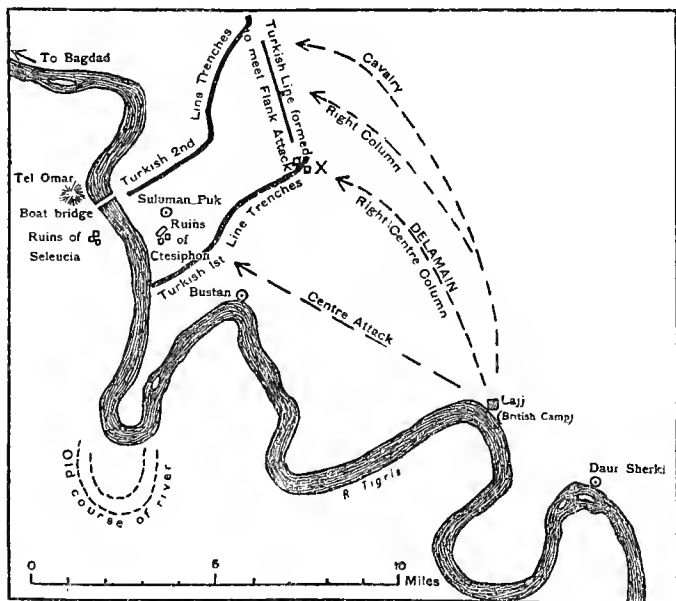 To Bagdad
Turkish 2nd Line Trenches
Turkish Line formed
to meet Flank Attack
Cavalry
Right Column
X
DELAMAIN
Right Centre Column
Tel Omar
Boat bridge
Ruins of
Seleucia
Suluman Puk
Ruins
of
Ctesiphon
Turkish 1st Line Trenches
Bustan
Centre Attack
Lajj
(British Camp)
Daur Sherki
R Tigris
Old
course of river
0 5 10
Miles